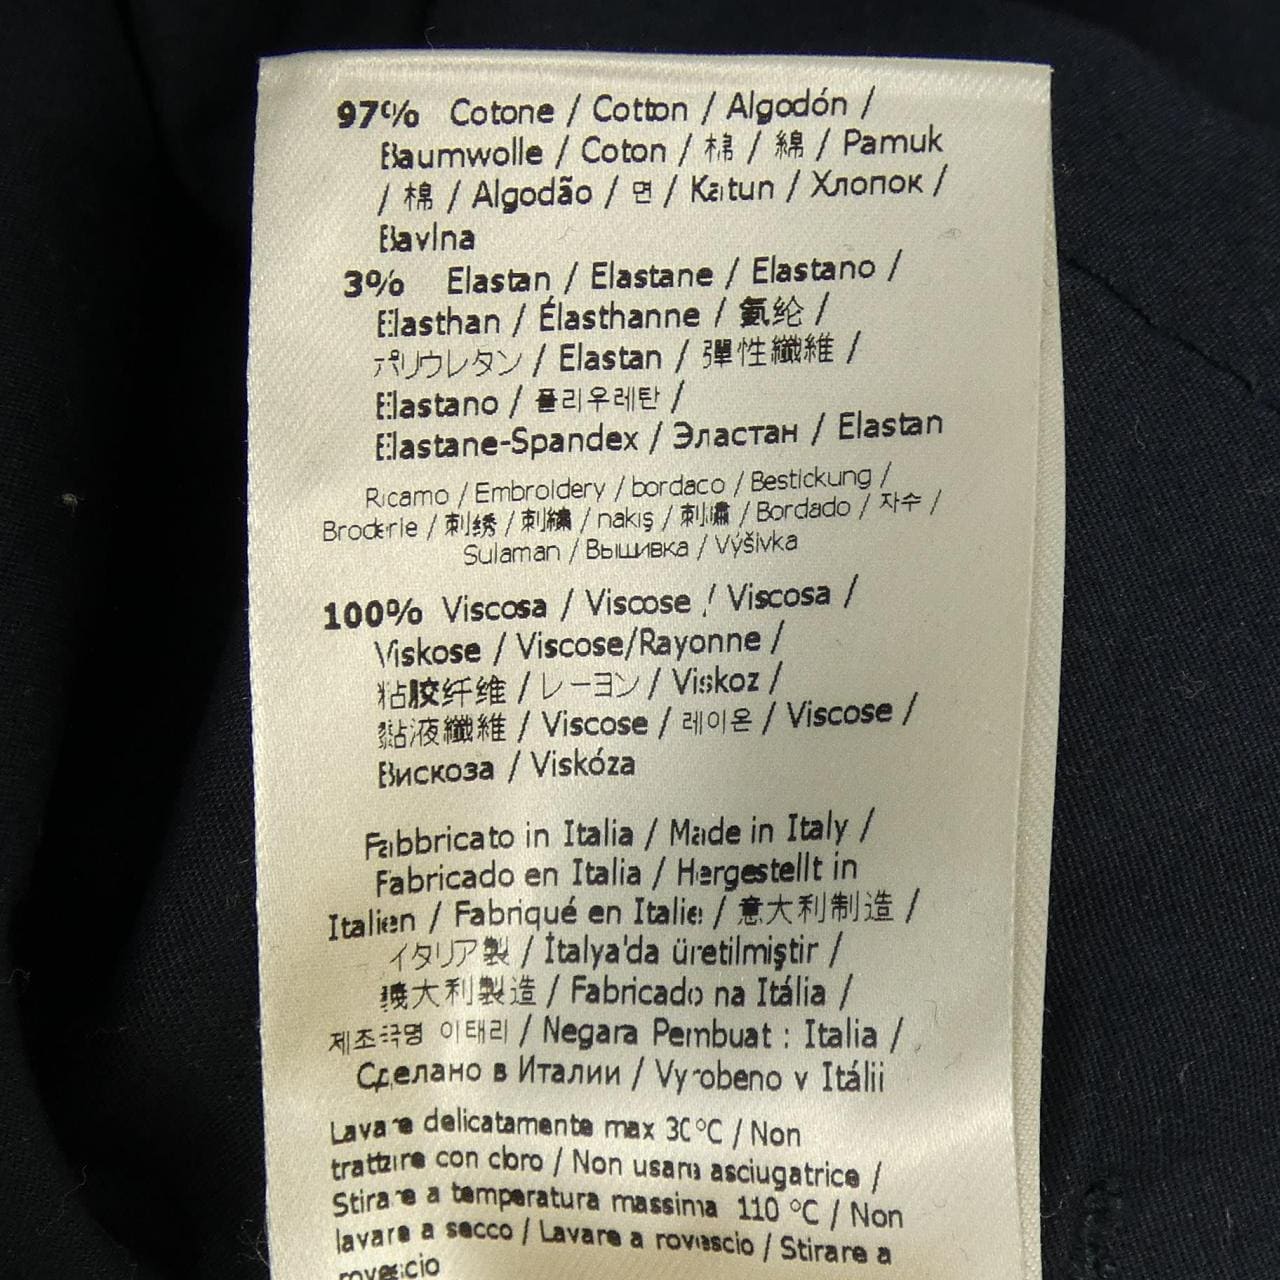 97% Cotone / Cotton / Algodón /
Baumwolle / Coton / 棉 / 綿 / Pamuk
/ 棉 / Algodão / 면 / Katun / Хлопок /
Bavlna
3% Elastan / Elastane / Elastano /
Elasthan / Élasthanne / 氨纶 /
ポリウレタン / Elastan / 彈性纖維 /
Elastano / 폴리우레탄 /
Elastane-Spandex / Эластан / Elastan
Ricamo / Embroidery / bordaco / Bestickung /
Broderie / 刺绣 / 刺繍 / nakış / 刺繡 / Bordado / 자수 /
Sulaman / Вышивка / Výšivka
100% Viscosa / Viscose / Viscosa /
Viskose / Viscose/Rayonne /
粘胶纤维 / レーヨン / Viskoz /
黏液纖維 / Viscose / 레이온 / Viscose /
Вискоза / Viskóza
Fabbricato in Italia / Made in Italy /
Fabricado en Italia / Hergestellt in
Italien / Fabriqué en Italie / 意大利制造 /
イタリア製 / İtalya'da üretilmiştir /
義大利製造 / Fabricado na Itália /
제조국명 이태리 / Negara Pembuat : Italia /
Сделано в Италии / Vyrobeno v Itálii
Lavare delicatamente max 30°C / Non
trattare con cloro / Non usare asciugatrice /
Stirare a temperatura massima 110 °C / Non
lavare a secco / Lavare a rovescio / Stirare a
rovescio